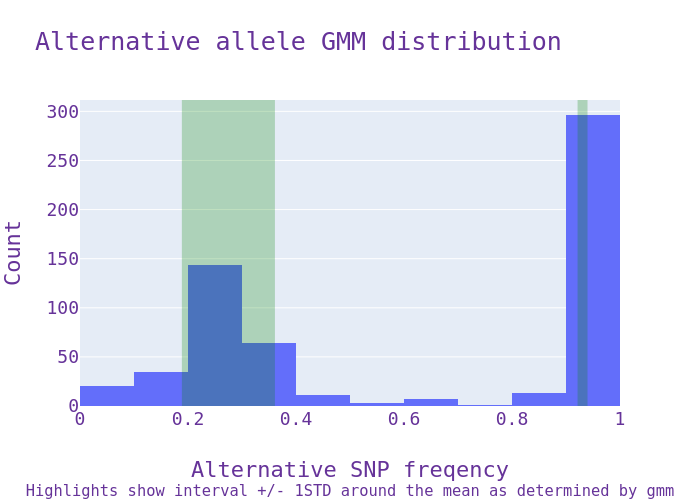 Alternative allele GMM distribution
300
250
200
150
100
50
0
Count
0 0.2 0.4 0.6 0.8 1
Alternative SNP freqency
Highlights show interval +/- 1STD around the mean as determined by gmm